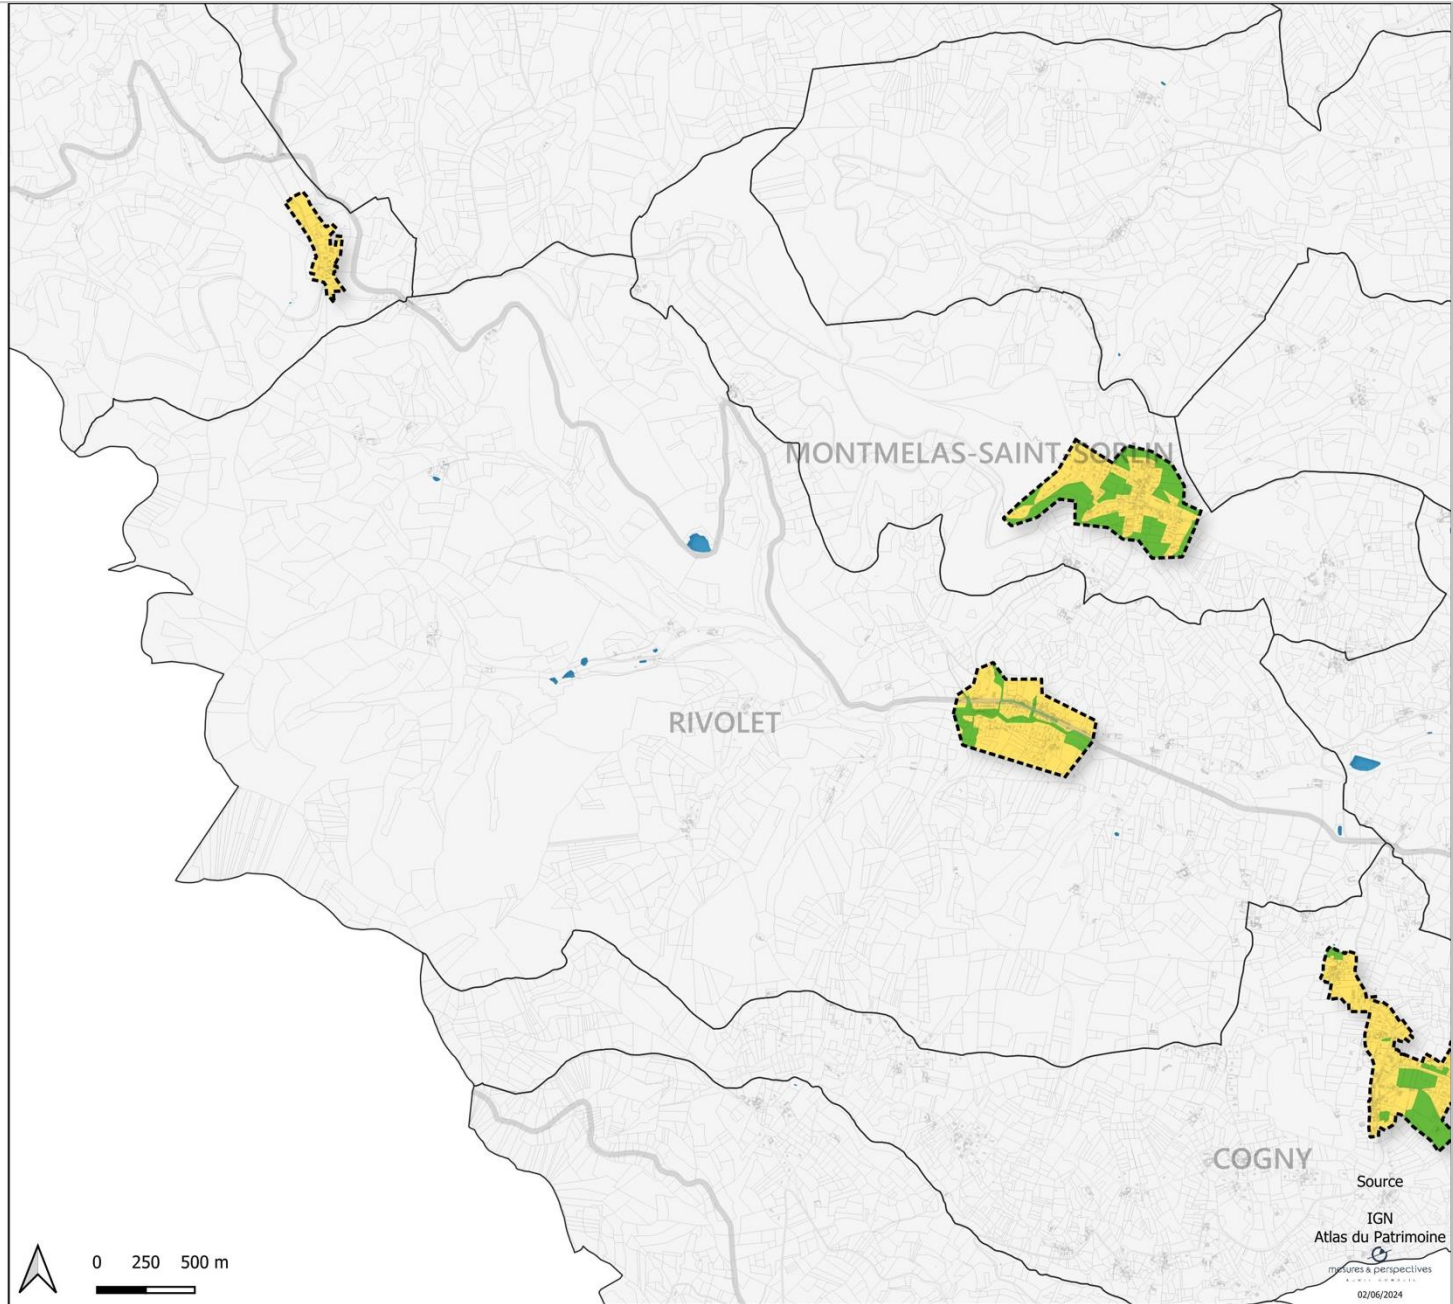 MONTMELAS-SAINT-SORLIN
RIVOLET
COGNY
Source
IGN
Atlas du Patrimoine
mesures & perspectives
02/06/2024
0 250 500 m